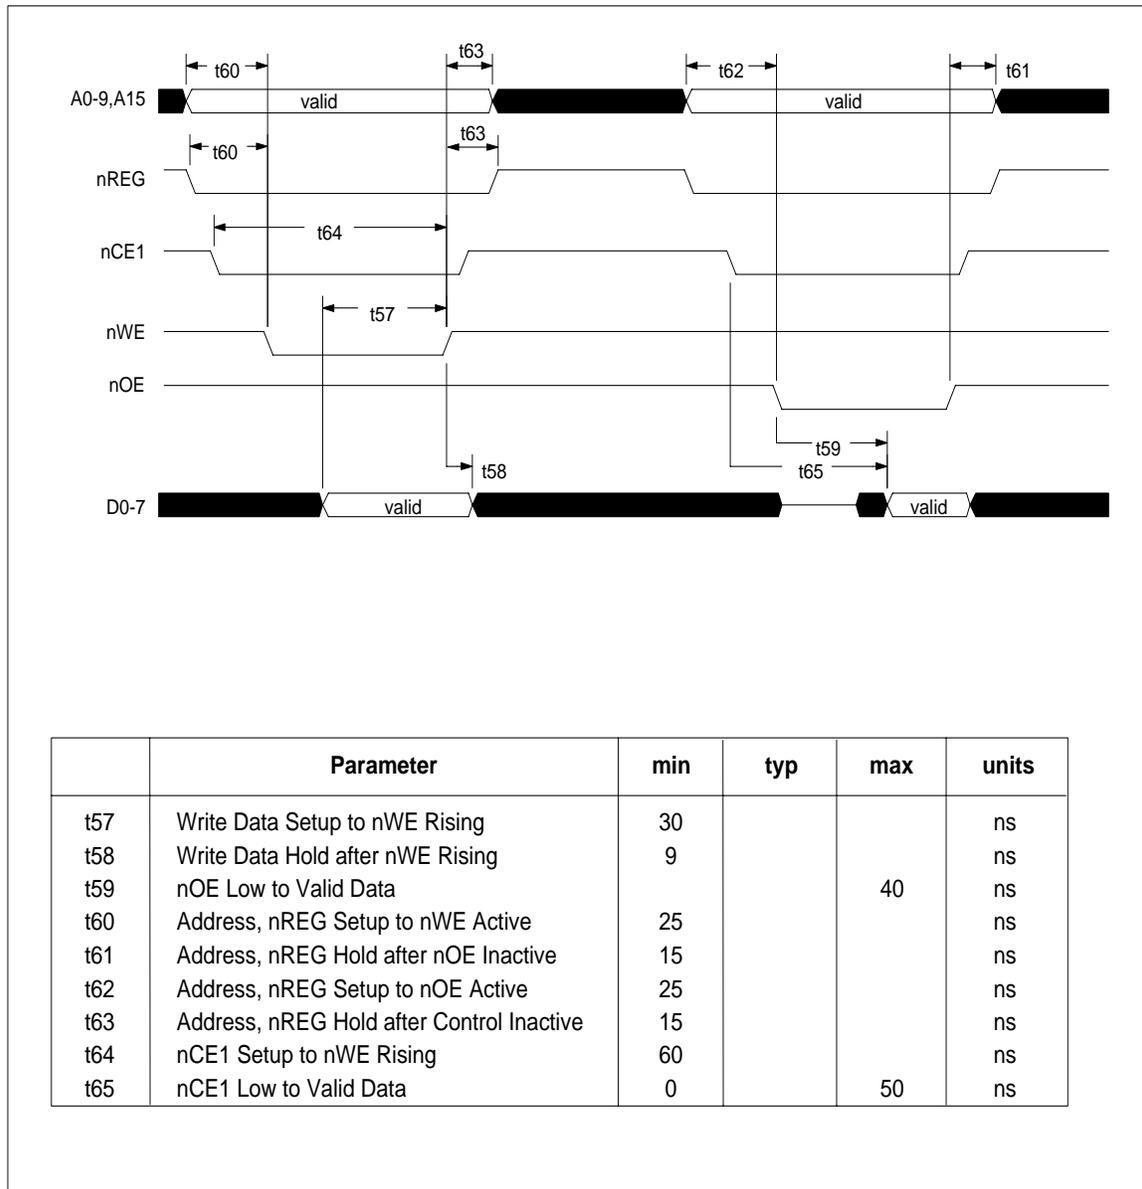 t63
t60 t62 t61
A0-9,A15 valid valid
t63
t60
nREG
t64
nCE1
t57
nWE
nOE
t59
t58 t65
D0-7 valid valid
Parameter min typ max units
t57 Write Data Setup to nWE Rising 30 ns
t58 Write Data Hold after nWE Rising 9 ns
t59 nOE Low to Valid Data 40 ns
t60 Address, nREG Setup to nWE Active 25 ns
t61 Address, nREG Hold after nOE Inactive 15 ns
t62 Address, nREG Setup to nOE Active 25 ns
t63 Address, nREG Hold after Control Inactive 15 ns
t64 nCE1 Setup to nWE Rising 60 ns
t65 nCE1 Low to Valid Data 0 50 ns